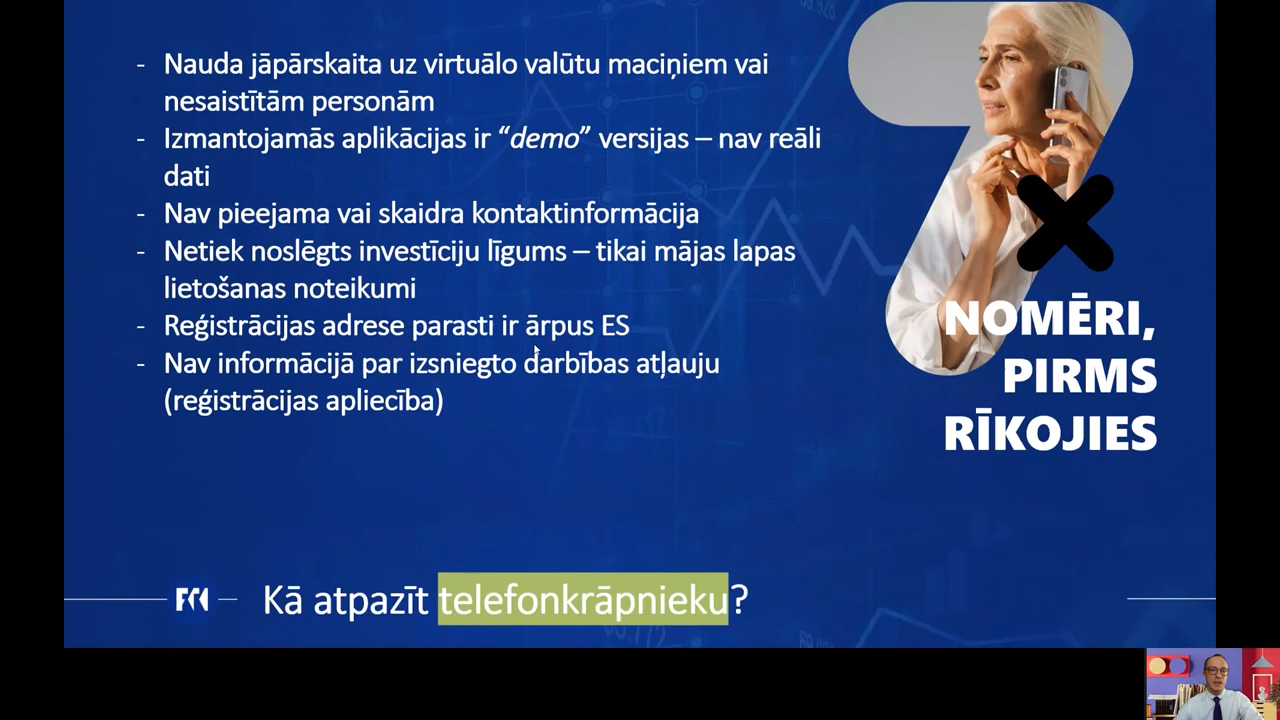 - Nauda jāpārskaita uz virtuālo valūtu maciņiem vai
nesaistītām personām
- Izmantojamās aplikācijas ir “demo” versijas – nav reāli
dati
- Nav pieejama vai skaidra kontaktinformācija
- Netiek noslēgts investīciju līgums – tikai mājas lapas
lietošanas noteikumi
- Reģistrācijas adrese parasti ir ārpus ES
- Nav informācijā par izsniegto darbības atļauju
(reģistrācijas apliecība)
7x
NOMĒRI,
PIRMS
RĪKOJIES
Kā atpazīt telefonkrāpnieku?